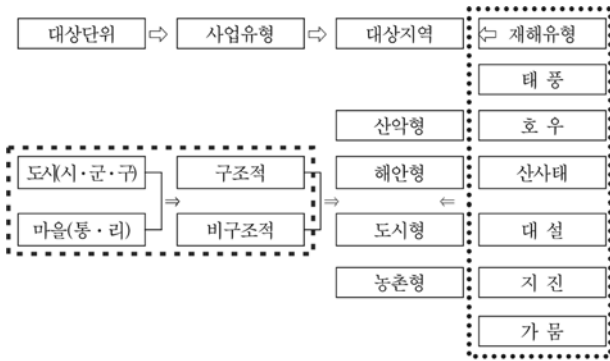 대상단위 ⇨ 사업유형 ⇨ 대상지역 ⇦ 재해유형
태 풍
산악형 호 우
도시(시·군·구) 구조적 해안형 산사태
⇒ ⇒ ⇐
마을(통·리) 비구조적 도시형 대 설
농촌형 지 진
가 뭄